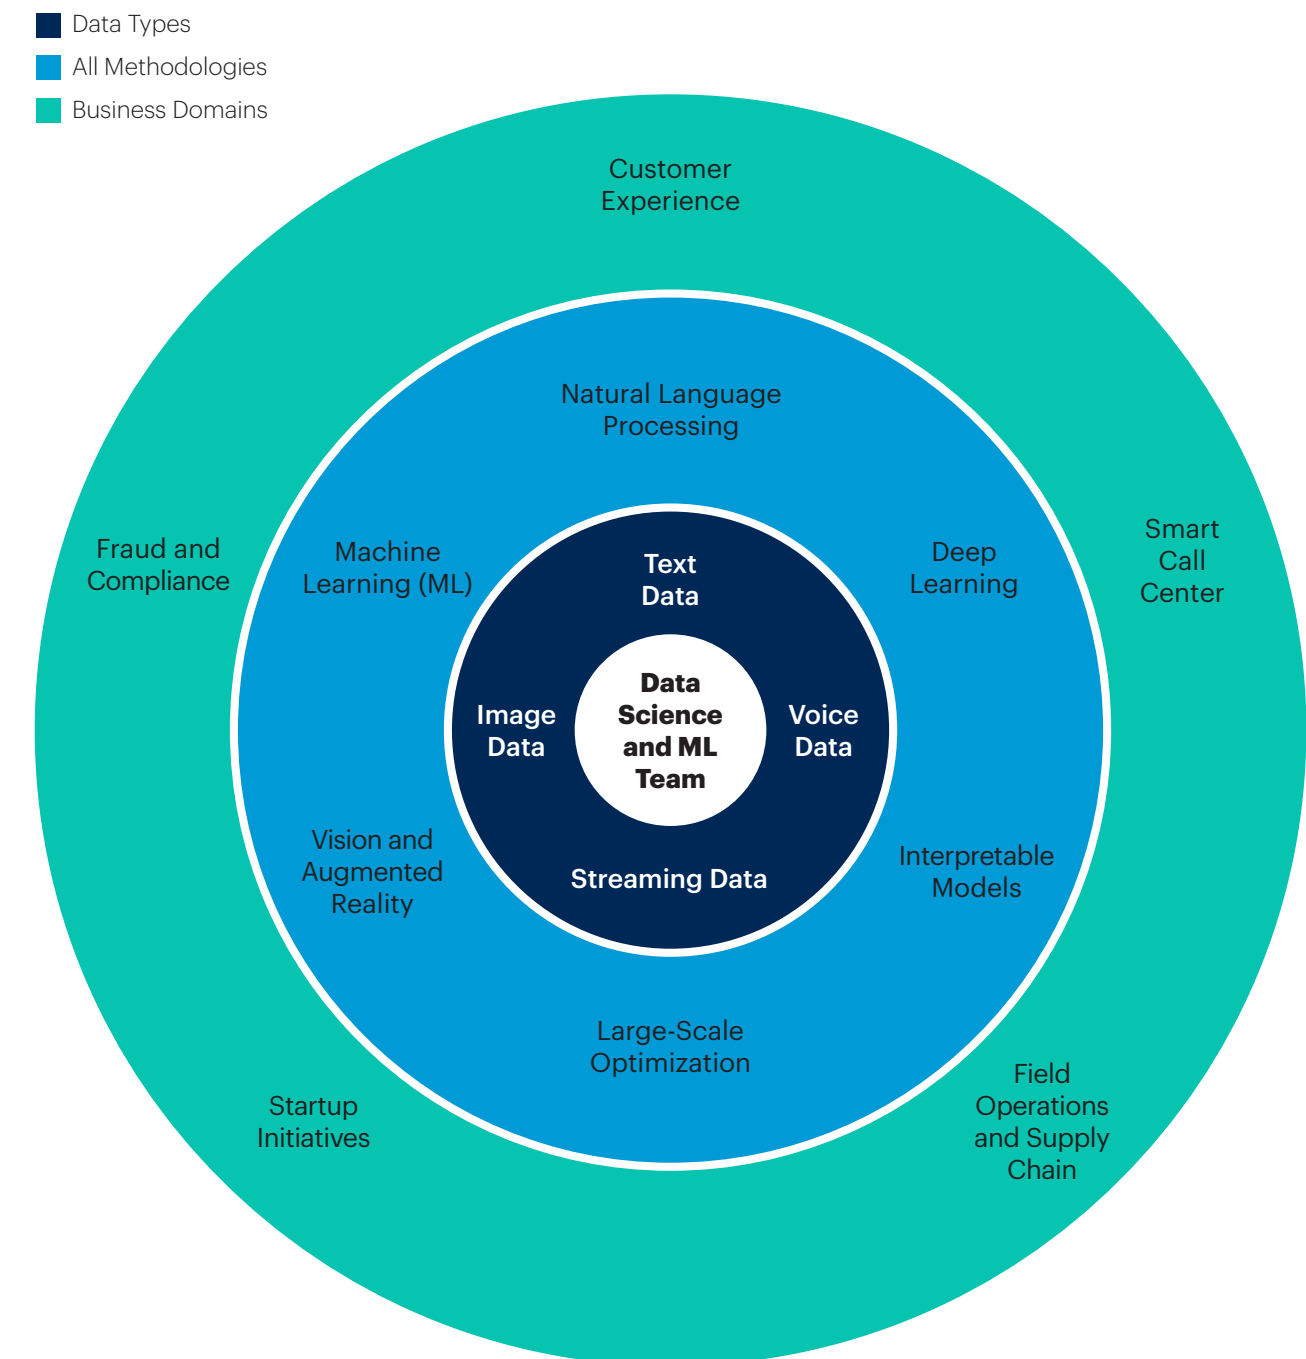 Data Types
All Methodologies
Business Domains
Customer
Experience
Natural Language
Processing
Fraud and
Compliance
Machine
Learning (ML)
Deep
Learning
Smart
Call
Center
Text
Data
Image
Data
Data
Science
and ML
Team
Voice
Data
Streaming Data
Vision and
Augmented
Reality
Interpretable
Models
Large-Scale
Optimization
Startup
Initiatives
Field
Operations
and Supply
Chain